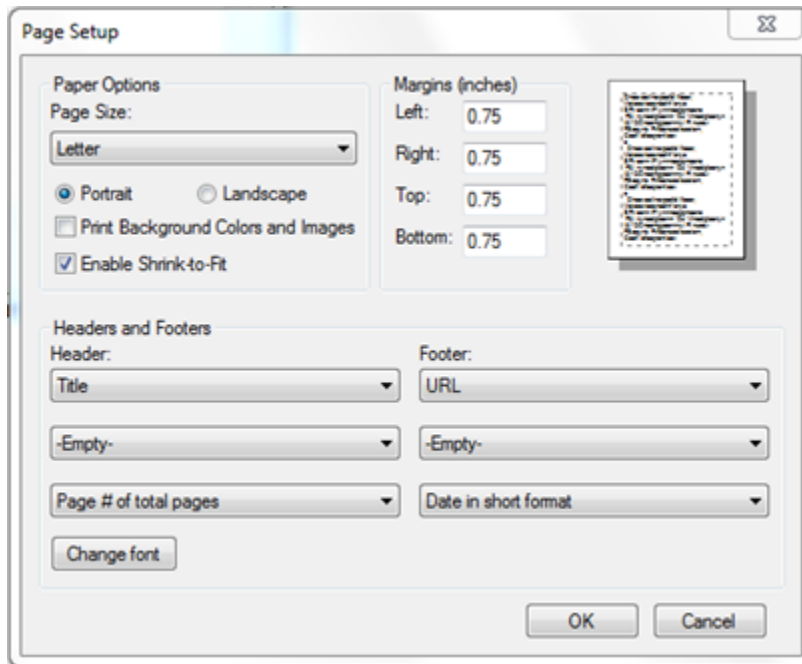 Page Setup
Paper Options
Page Size:
Letter
Portrait Landscape
Print Background Colors and Images
Enable Shrink-to-Fit
Margins (inches)
Left: 0.75
Right: 0.75
Top: 0.75
Bottom: 0.75
Headers and Footers
Header: Footer:
Title URL
-Empty- -Empty-
Page # of total pages Date in short format
Change font
OK Cancel